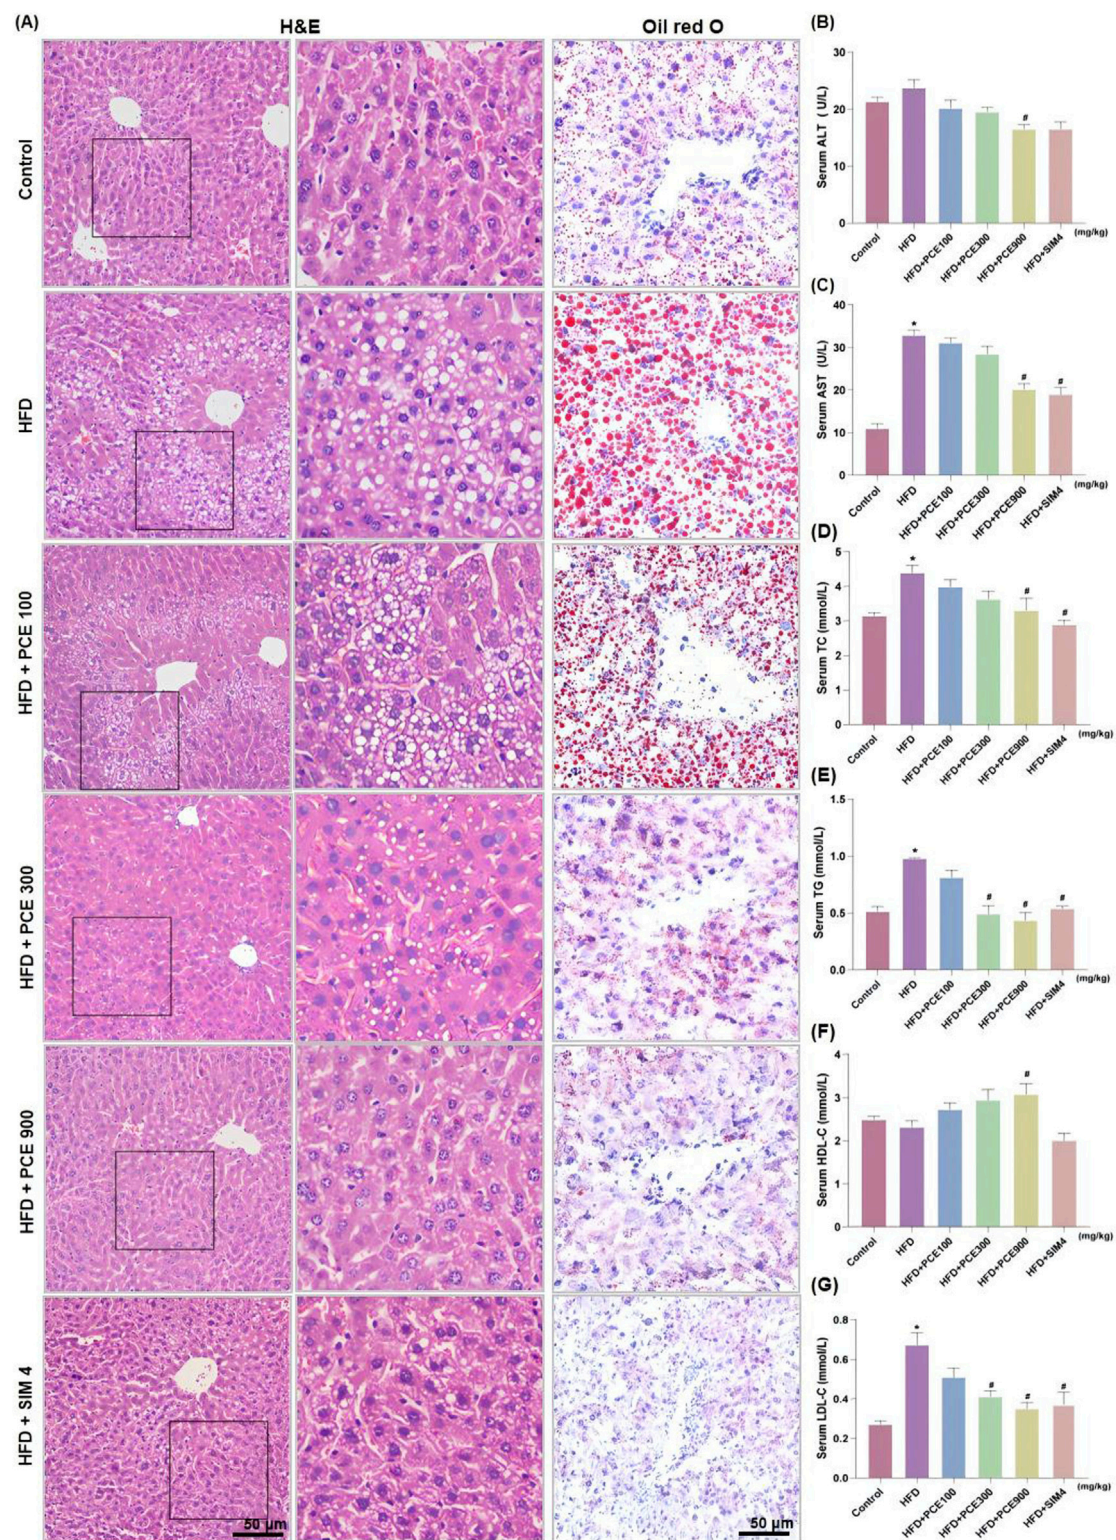 (A)
H&E
Oil red O
Control
HFD
HFD + PCE 100
HFD + PCE 300
HFD + PCE 900
HFD + SIM 4
50 µm
50 µm
(B)
Serum ALT (U/L)
30
20
10
0
Control
HFD
HFD+PCE100
HFD+PCE300
HFD+PCE900
HFD+SIM4
(mg/kg)
#
(C)
Serum AST (U/L)
40
30
20
10
0
Control
HFD
HFD+PCE100
HFD+PCE300
HFD+PCE900
HFD+SIM4
(mg/kg)
*
#
#
(D)
Serum TC (mmol/L)
5
4
3
2
1
0
Control
HFD
HFD+PCE100
HFD+PCE300
HFD+PCE900
HFD+SIM4
(mg/kg)
*
#
#
(E)
Serum TG (mmol/L)
1.5
1.0
0.5
0.0
Control
HFD
HFD+PCE100
HFD+PCE300
HFD+PCE900
HFD+SIM4
(mg/kg)
*
#
#
#
(F)
Serum HDL-C (mmol/L)
4
3
2
1
0
Control
HFD
HFD+PCE100
HFD+PCE300
HFD+PCE900
HFD+SIM4
(mg/kg)
#
(G)
Serum LDL-C (mmol/L)
0.8
0.6
0.4
0.2
0.0
Control
HFD
HFD+PCE100
HFD+PCE300
HFD+PCE900
HFD+SIM4
(mg/kg)
*
#
#
#